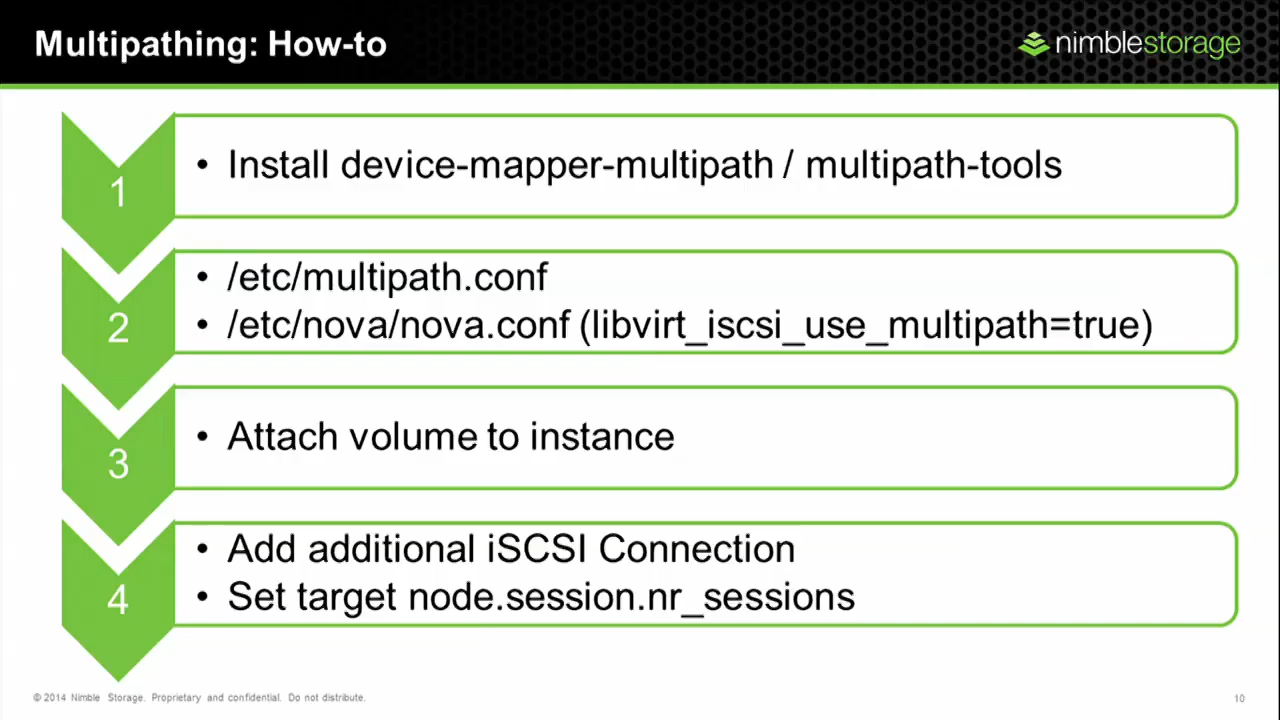 Multipathing: How-to
nimblestorage
1
• Install device-mapper-multipath / multipath-tools
2
• /etc/multipath.conf
• /etc/nova/nova.conf (libvirt_iscsi_use_multipath=true)
3
• Attach volume to instance
4
• Add additional iSCSI Connection
• Set target node.session.nr_sessions
© 2014 Nimble Storage. Proprietary and confidential. Do not distribute.
10